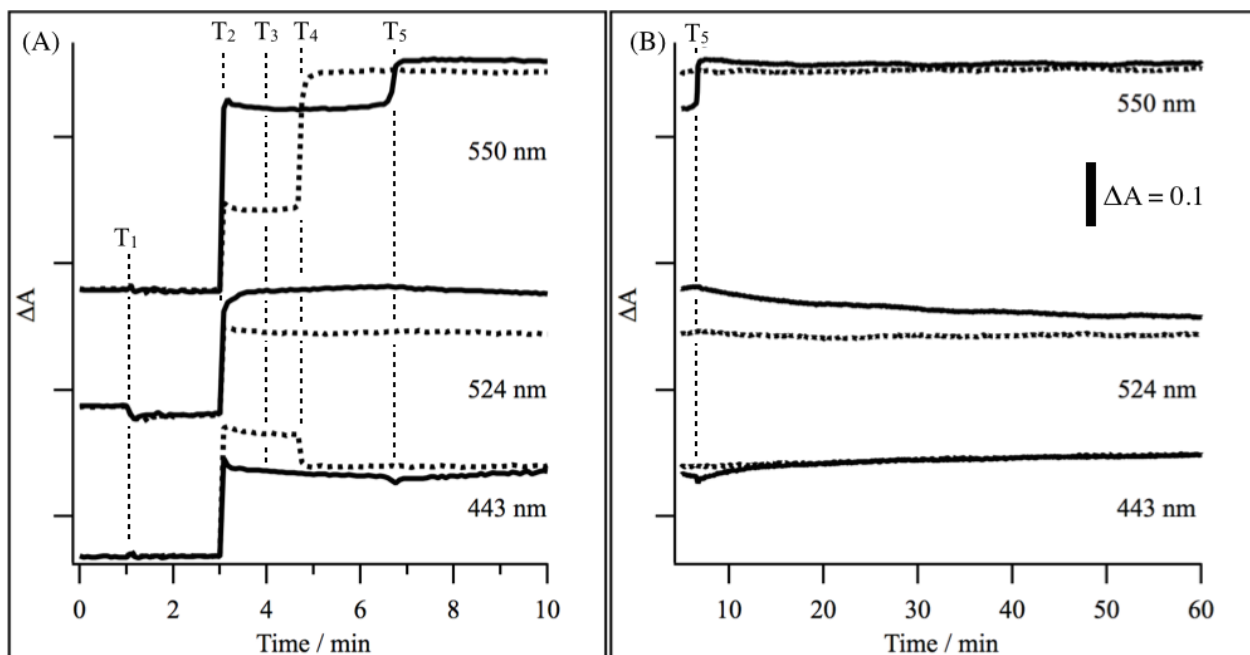 (A)
T₁
T₂
T₃
T₄
T₅
550 nm
524 nm
443 nm
ΔA
0 2 4 6 8 10
Time / min
(B)
T₅
550 nm
ΔA = 0.1
524 nm
443 nm
ΔA
10 20 30 40 50 60
Time / min